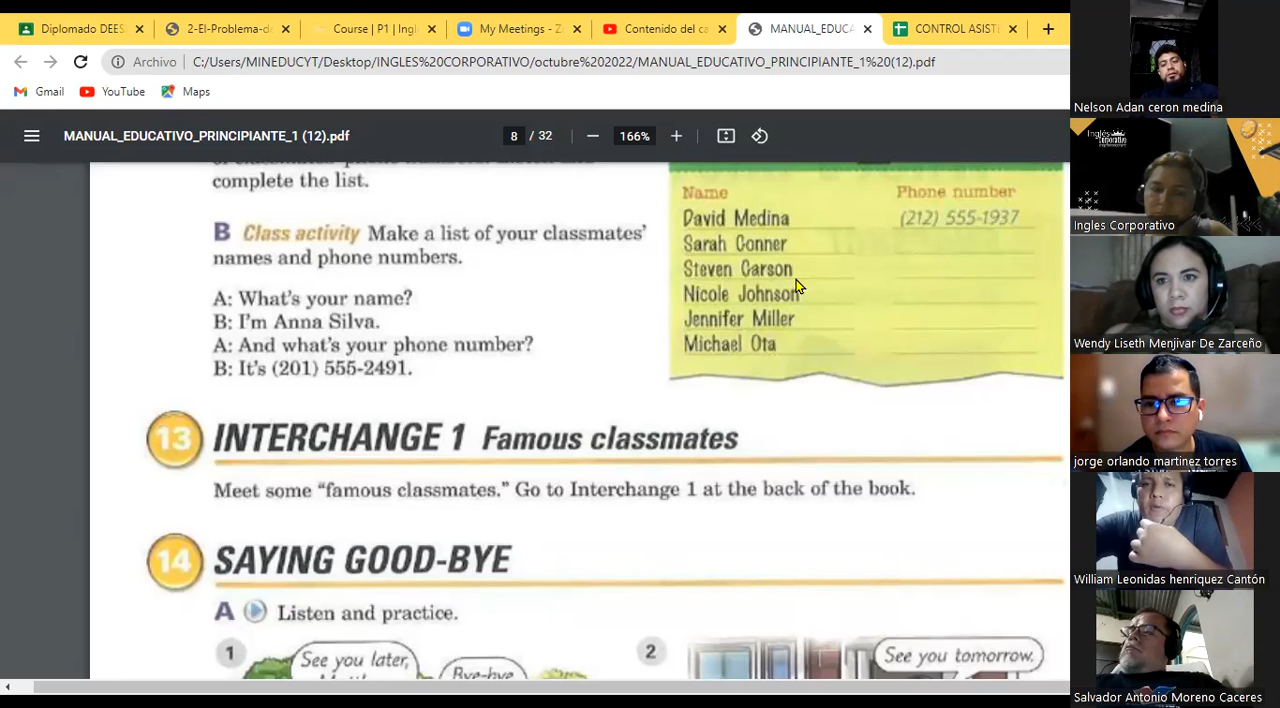 Diplomado DEES
2-El-Problema-d
Course | P1 | Ingl
My Meetings - Z
Contenido del ca
MANUAL_EDUCA
CONTROL ASIST
Archivo
C:/Users/MINEDUCYT/Desktop/INGLES%20CORPORATIVO/octubre%202022/MANUAL_EDUCATIVO_PRINCIPIANTE_1%20(12).pdf
Gmail
YouTube
Maps
MANUAL_EDUCATIVO_PRINCIPIANTE_1 (12).pdf
8 / 32
166%
complete the list.
B Class activity Make a list of your classmates'
names and phone numbers.
A: What's your name?
B: I'm Anna Silva.
A: And what's your phone number?
B: It's (201) 555-2491.
Name Phone number
David Medina (212) 555-1937
Sarah Conner
Steven Carson
Nicole Johnson
Jennifer Miller
Michael Ota
13 INTERCHANGE 1 Famous classmates
Meet some “famous classmates.” Go to Interchange 1 at the back of the book.
14 SAYING GOOD-BYE
A Listen and practice.
1
See you later,
Bye-bye
2
See you tomorrow.
Nelson Adan ceron medina
Inglés
Corporativo
Ingles Corporativo
Wendy Liseth Menjivar De Zarceño
jorge orlando martinez torres
William Leonidas henriquez Cantón
Salvador Antonio Moreno Caceres